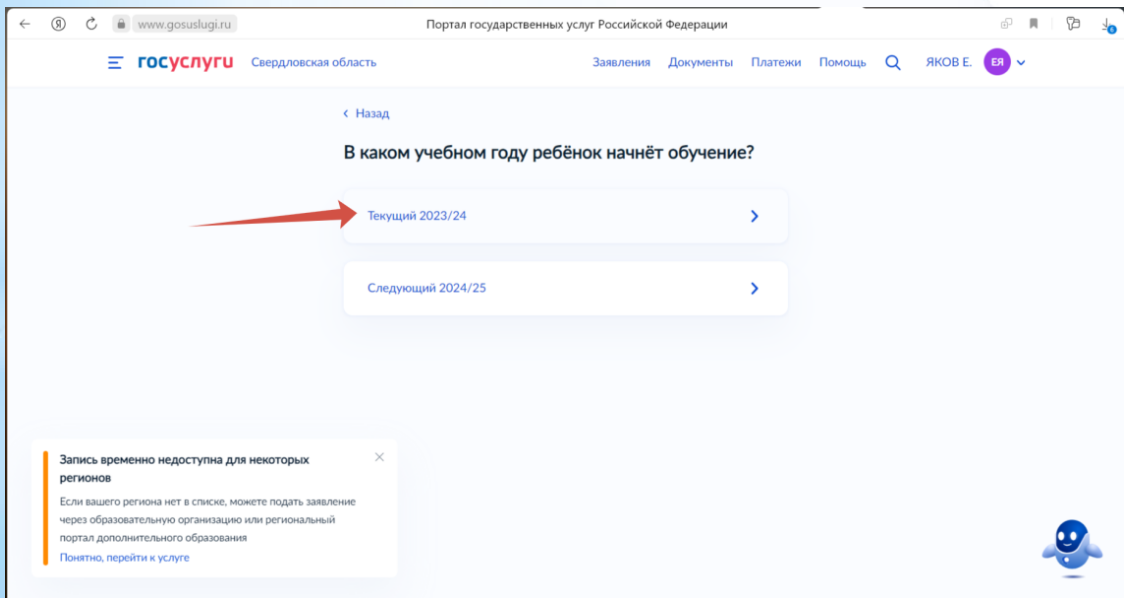 www.gosuslugi.ru
Портал государственных услуг Российской Федерации
6
госуслуги Свердловская область Заявления Документы Платежи Помощь ЯКОВ Е. ЕЯ
Назад
В каком учебном году ребёнок начнёт обучение?
Текущий 2023/24
Следующий 2024/25
Запись временно недоступна для некоторых
регионов
Если вашего региона нет в списке, можете подать заявление
через образовательную организацию или региональный
портал дополнительного образования
Понятно, перейти к услуге